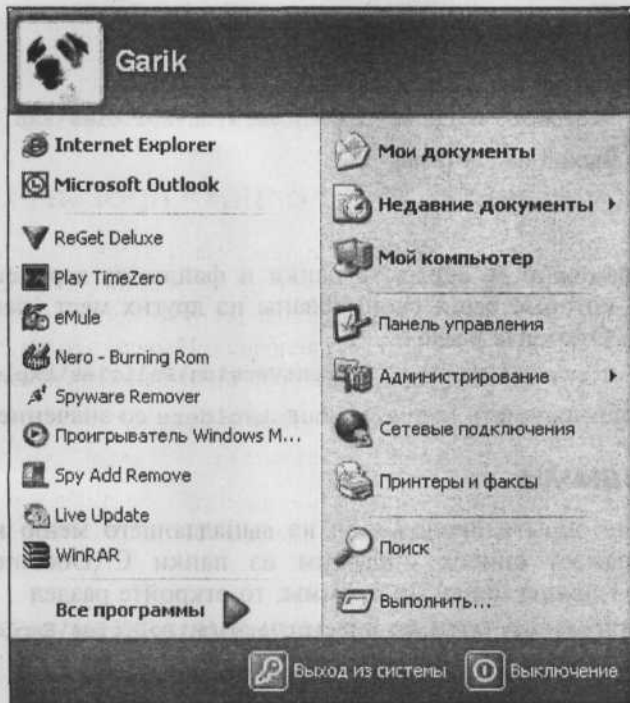 Garik
Internet Explorer
Microsoft Outlook
ReGet Deluxe
Play TimeZero
eMule
Nero - Burning Rom
Spyware Remover
Проигрыватель Windows M...
Spy Add Remove
Live Update
WinRAR
Все программы
Мои документы
Недавние документы
Мой компьютер
Панель управления
Администрирование
Сетевые подключения
Принтеры и факсы
Поиск
Выполнить...
Выход из системы
Выключение